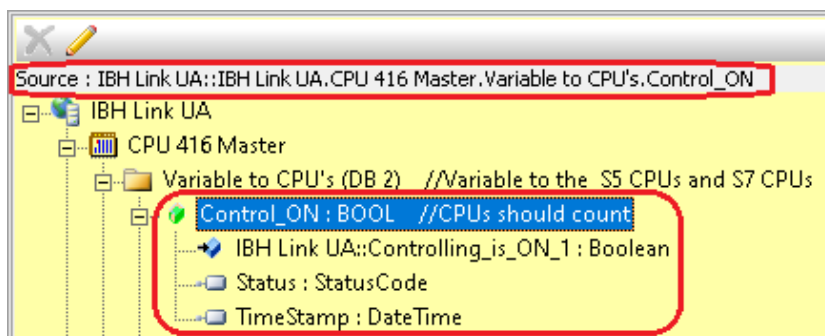 Source : IBH Link UA::IBH Link UA.CPU 416 Master.Variable to CPU's.Control_ON
IBH Link UA
CPU 416 Master
Variable to CPU's (DB 2) //Variable to the S5 CPUs and S7 CPUs
Control_ON : BOOL //CPUs should count
IBH Link UA::Controlling_is_ON_1 : Boolean
Status : StatusCode
TimeStamp : DateTime